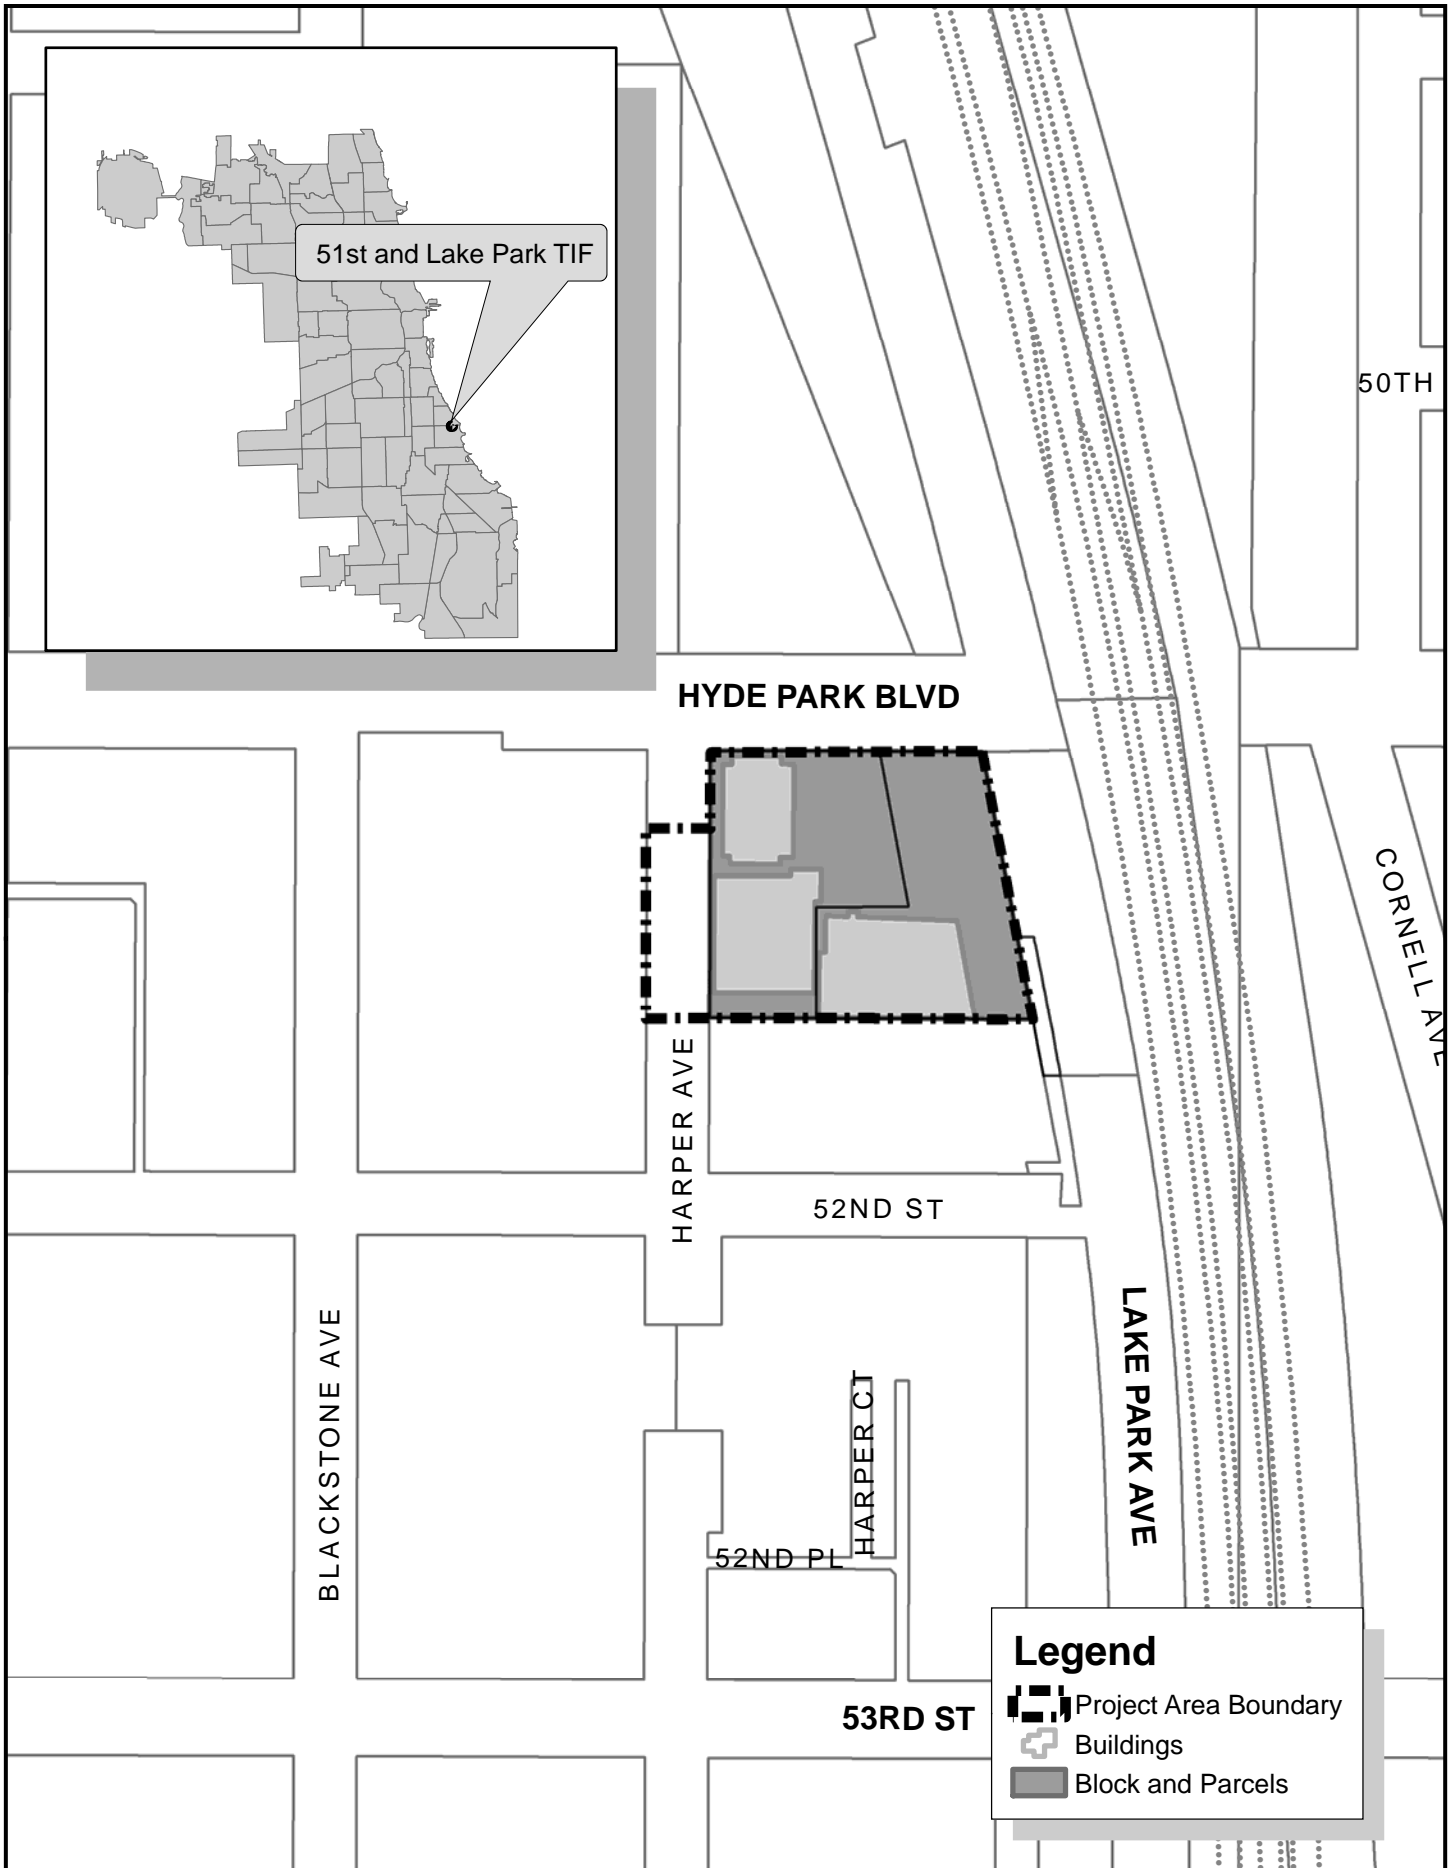 51st and Lake Park TIF
50TH
HYDE PARK BLVD
CORNELL AVE
HARPER AVE
52ND ST
BLACKSTONE AVE
LAKE PARK AVE
HARPER CT
52ND PL
53RD ST
Legend
Project Area Boundary
Buildings
Block and Parcels